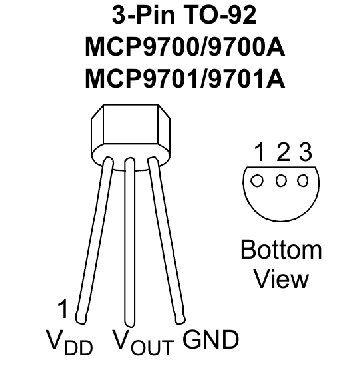 3-Pin TO-92
MCP9700/9700A
MCP9701/9701A
1 2 3
Bottom
View
1
VDD VOUT GND